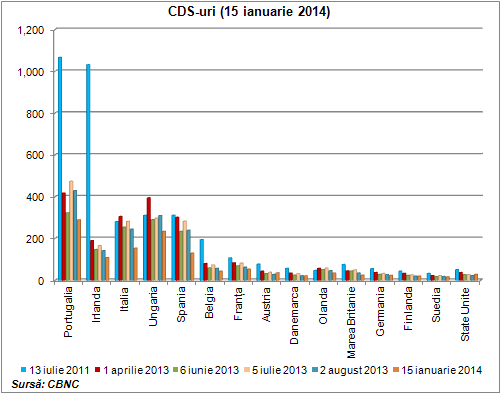 CDS-uri (15 ianuarie 2014)
1,200
1,000
800
600
400
200
0
Portugalia
Irlanda
Italia
Ungaria
Spania
Belgia
Franta
Austria
Danemarca
Olanda
Marea Britanie
Germania
Finlanda
Suedia
State Unite
13 iulie 2011 1 aprilie 2013 6 iunie 2013 5 iulie 2013 2 august 2013 15 ianuarie 2014
Sursă: CBNC